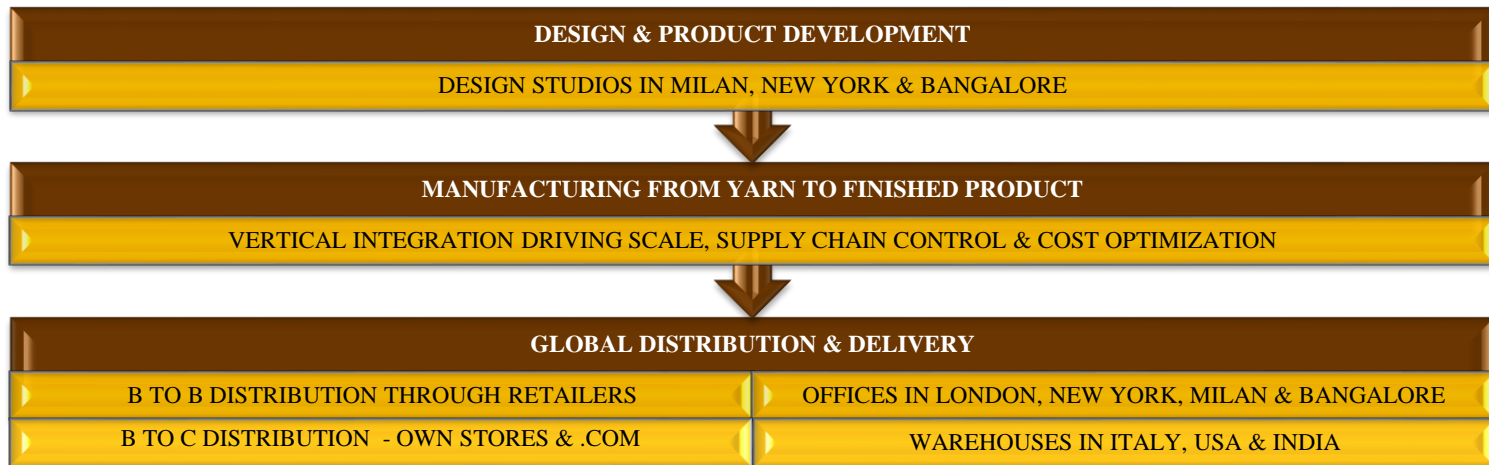 DESIGN & PRODUCT DEVELOPMENT
DESIGN STUDIOS IN MILAN, NEW YORK & BANGALORE
MANUFACTURING FROM YARN TO FINISHED PRODUCT
VERTICAL INTEGRATION DRIVING SCALE, SUPPLY CHAIN CONTROL & COST OPTIMIZATION
GLOBAL DISTRIBUTION & DELIVERY
B TO B DISTRIBUTION THROUGH RETAILERS
OFFICES IN LONDON, NEW YORK, MILAN & BANGALORE
B TO C DISTRIBUTION - OWN STORES & .COM
WAREHOUSES IN ITALY, USA & INDIA